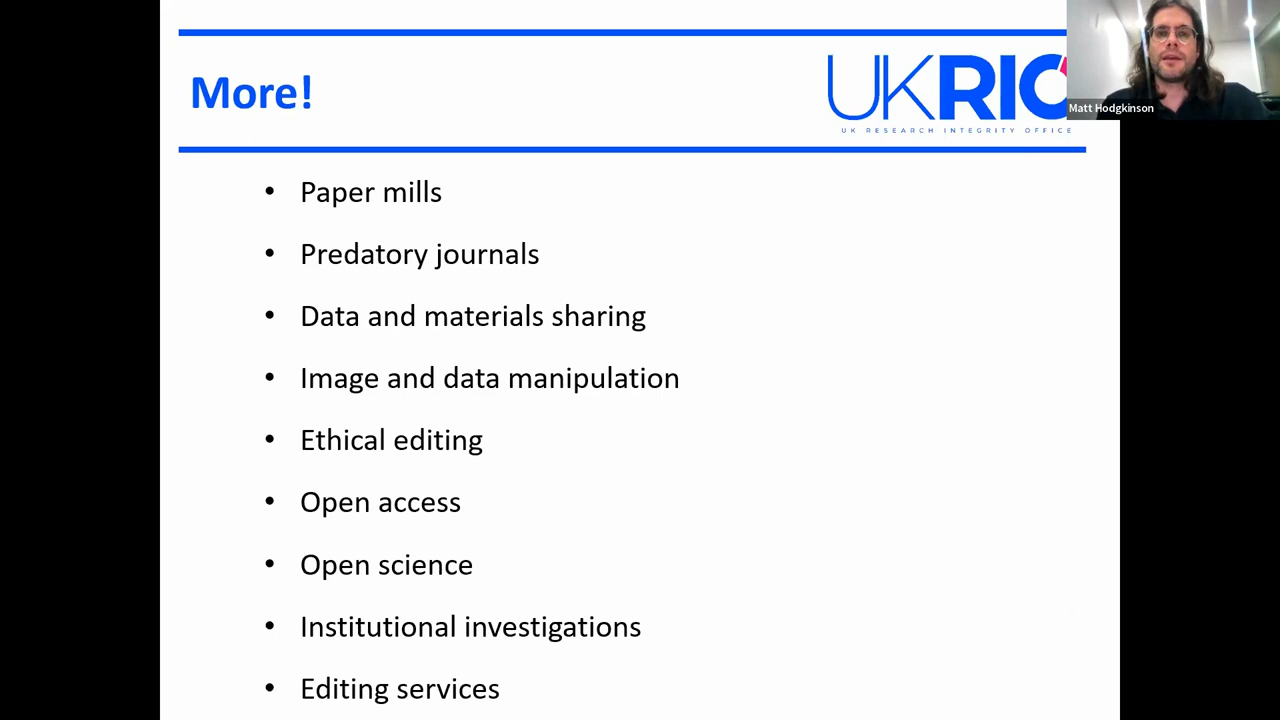 More!
UKRIO
UK RESEARCH INTEGRITY OFFICE
Matt Hodgkinson
• Paper mills
• Predatory journals
• Data and materials sharing
• Image and data manipulation
• Ethical editing
• Open access
• Open science
• Institutional investigations
• Editing services